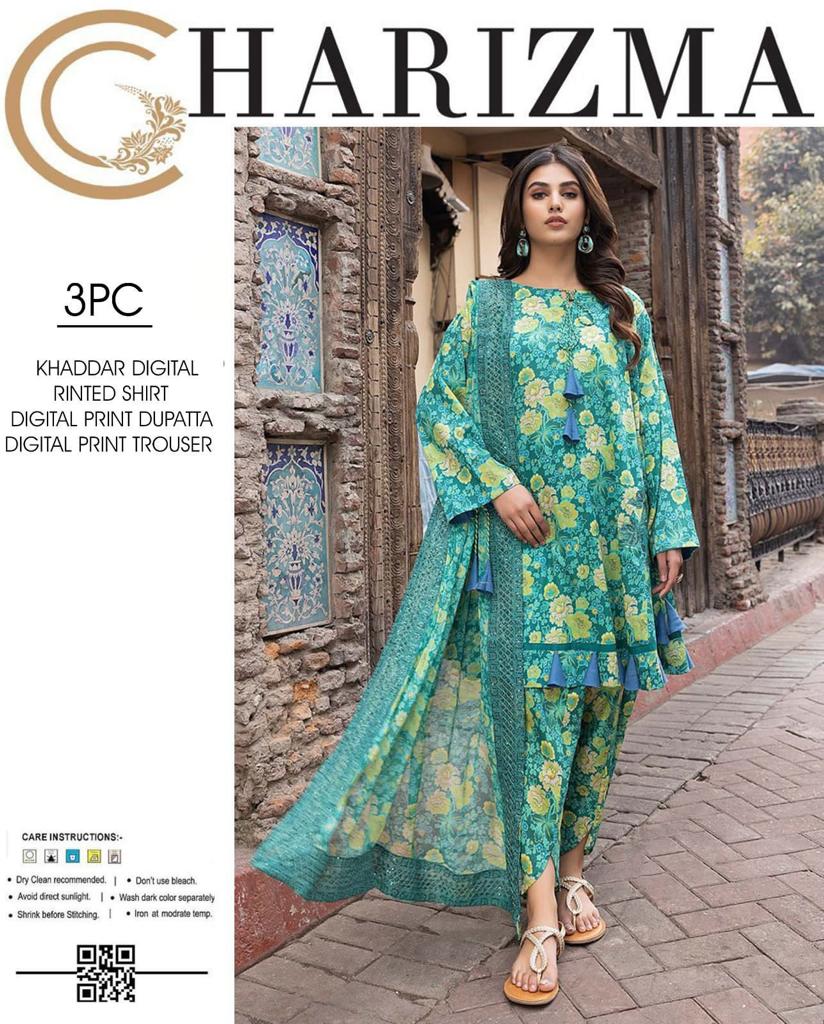 CHARIZMA
3PC
KHADDAR DIGITAL
RINTED SHIRT
DIGITAL PRINT DUPATTA
DIGITAL PRINT TROUSER
CARE INSTRUCTIONS:-
• Dry Clean recommended. | • Don't use bleach.
• Avoid direct sunlight. | • Wash dark color separately
• Shrink before Stitching. | • Iron at modrate temp.